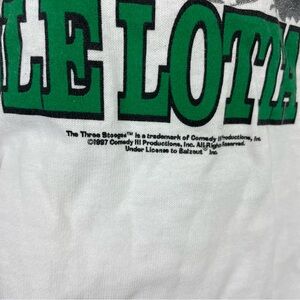 LE LOTTA
The Three Stooges™ is a trademark of Comedy III Productions, Inc.
©1997 Comedy III Productions, Inc. All Rights Reserved.
Under License to Balzout™ Inc.